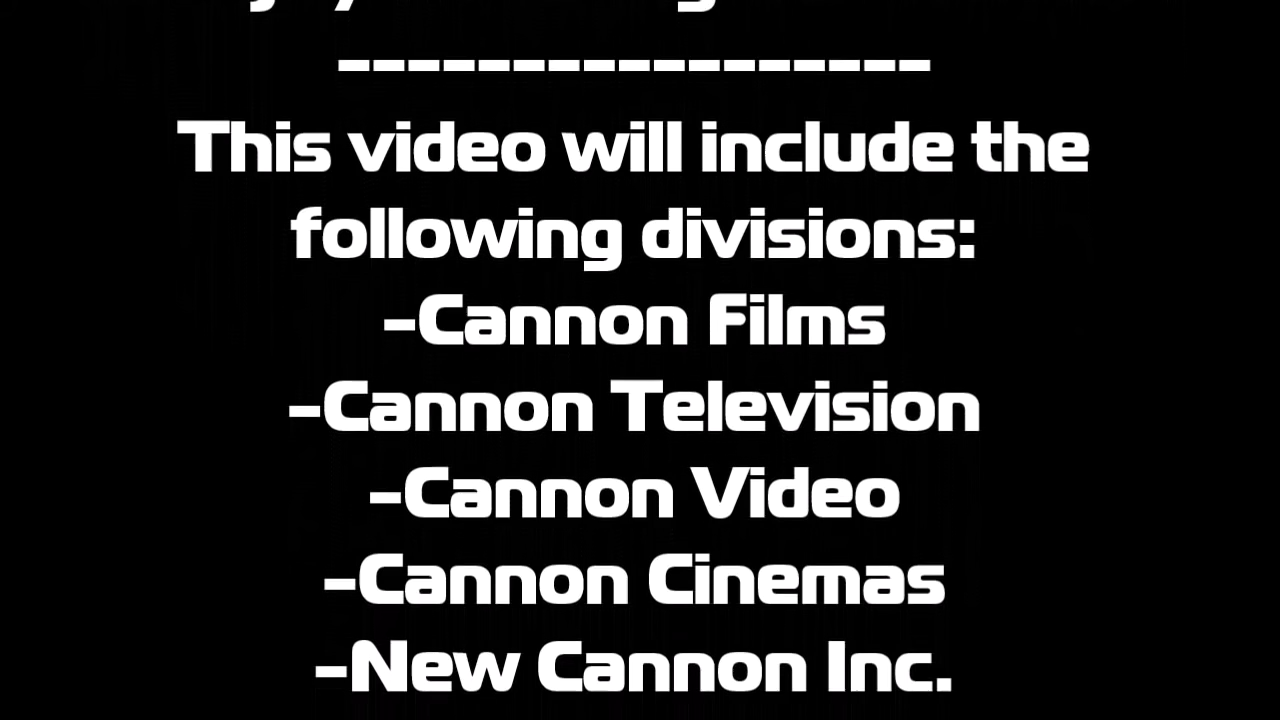 -----------------
This video will include the
following divisions:
-Cannon Films
-Cannon Television
-Cannon Video
-Cannon Cinemas
-New Cannon Inc.